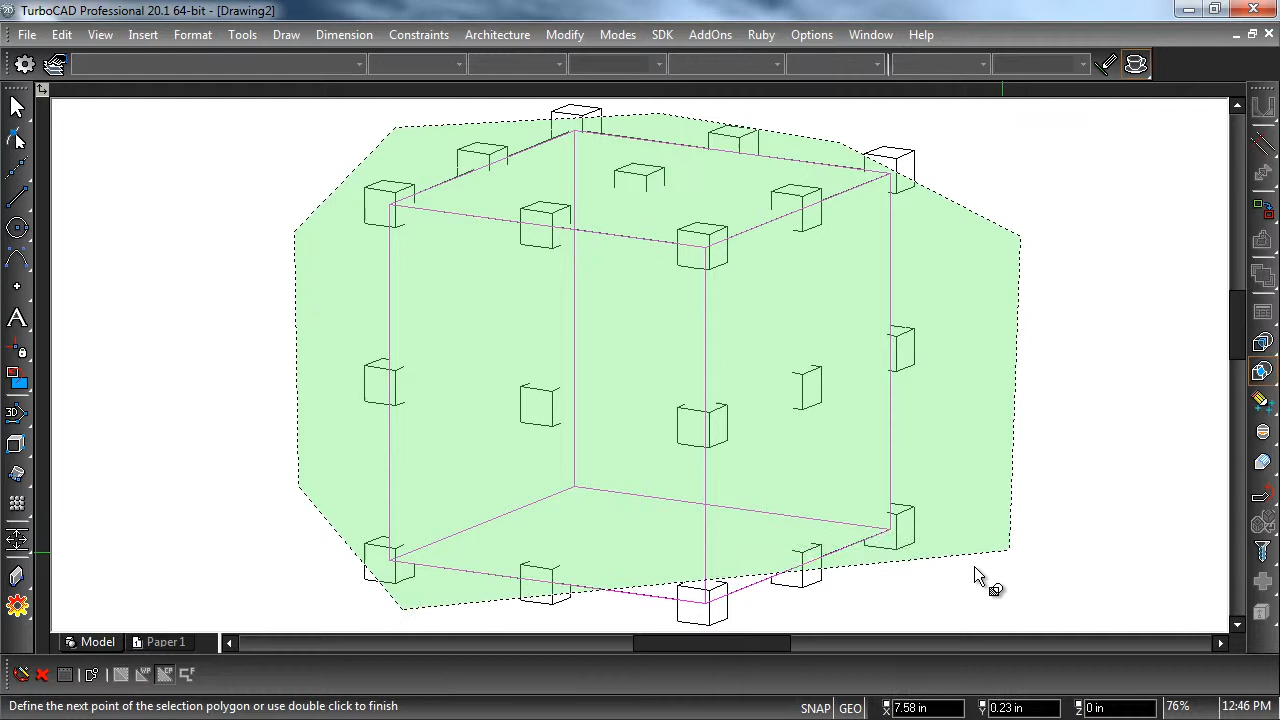 TurboCAD Professional 20.1 64-bit - [Drawing2]
File Edit View Insert Format Tools Draw Dimension Constraints Architecture Modify Modes SDK AddOns Ruby Options Window Help
Model Paper1
Define the next point of the selection polygon or use double click to finish
SNAP GEO X 7.58 in Y 0.23 in Z 0 in 76% 12:46 PM